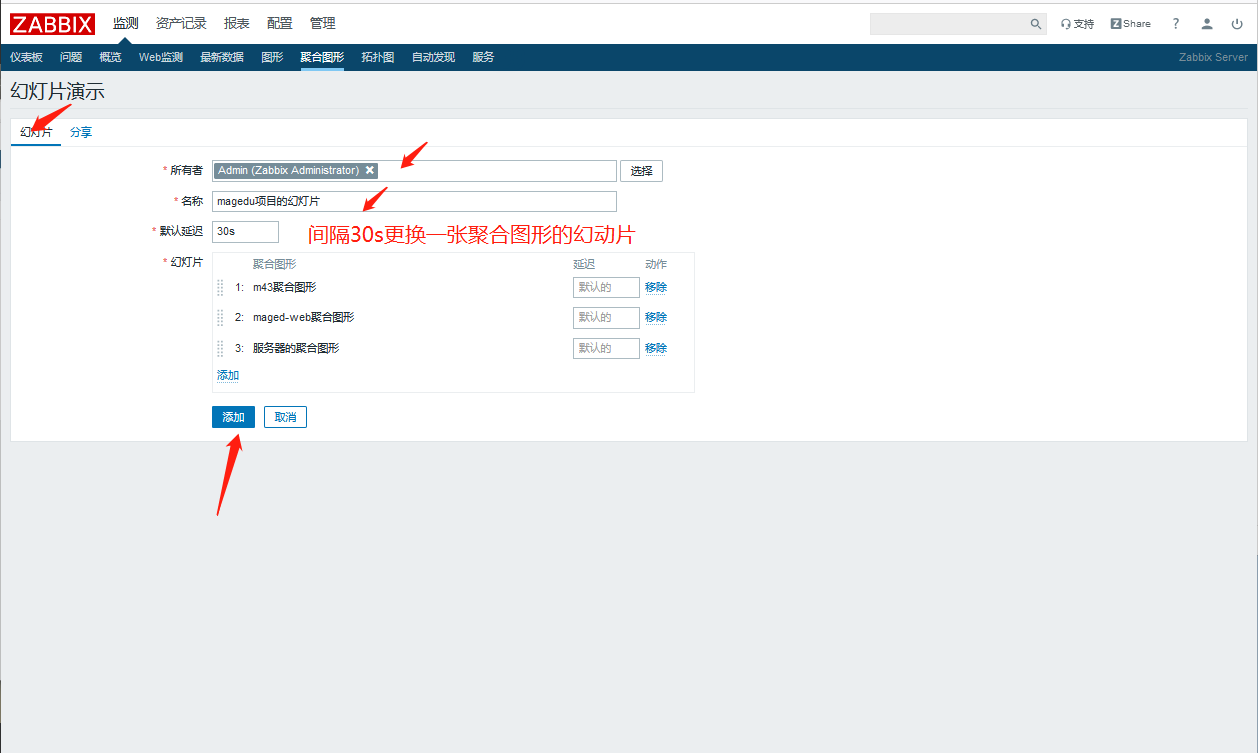 ZABBIX 监测 资产记录 报表 配置 管理 支持 Z Share ?
仪表板 问题 概览 Web监测 最新数据 图形 聚合图形 拓扑图 自动发现 服务 Zabbix Server
幻灯片演示
幻灯片 分享
* 所有者 Admin (Zabbix Administrator) 选择
* 名称 magedu项目的幻灯片
* 默认延迟 30s 间隔30s更换一张聚合图形的幻动片
* 幻灯片 聚合图形 延迟 动作
1: m43聚合图形 默认的 移除
2: maged-web聚合图形 默认的 移除
3: 服务器的聚合图形 默认的 移除
添加
添加 取消